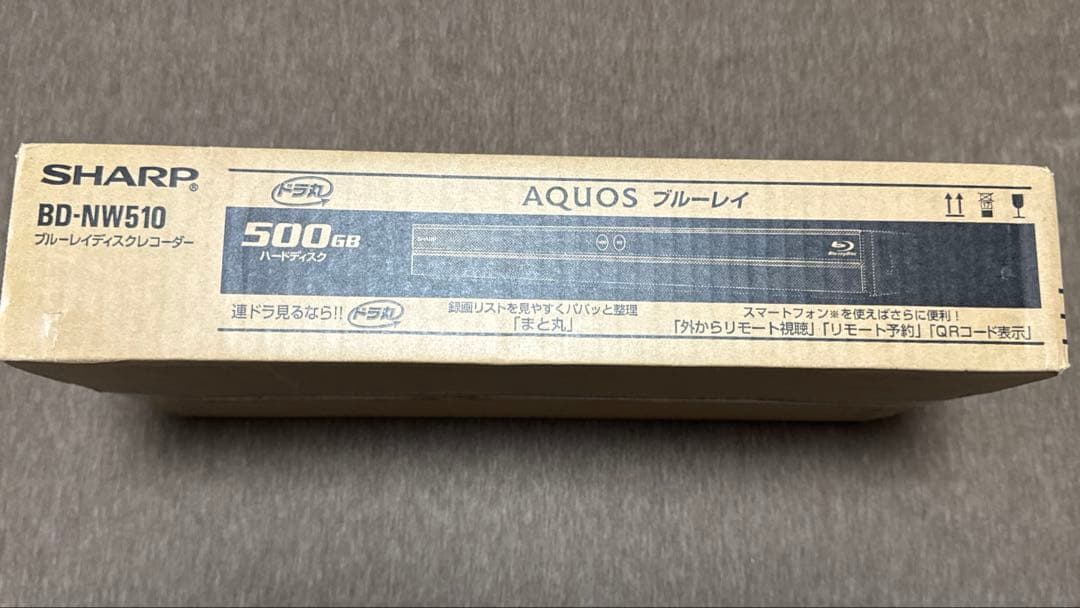 SHARP®
BD-NW510
ブルーレイディスクレコーダー
ドラ丸
AQUOS ブルーレイ
500GB
ハードディスク
連ドラ見るなら!! ドラ丸
録画リストを見やすくパパッと整理
「まと丸」
スマートフォン※を使えばさらに便利!
「外からリモート視聴」「リモート予約」「QRコード表示」